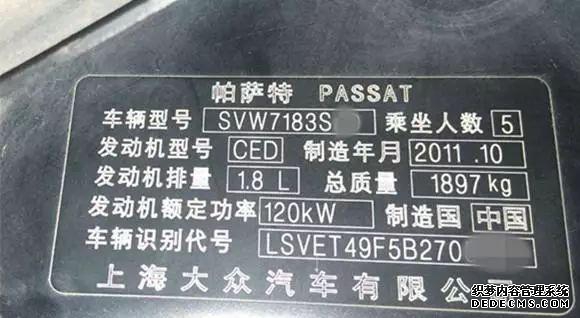 帕萨特 PASSAT
车辆型号 SVW7183S 乘坐人数 5
发动机型号 CED 制造年月 2011.10
发动机排量 1.8 L 总质量 1897kg
发动机额定功率 120kW 制造国 中国
车辆识别代号 LSVET49F5B270
上海大众汽车有限公司
织梦内容管理系统
DEDECMS.COM